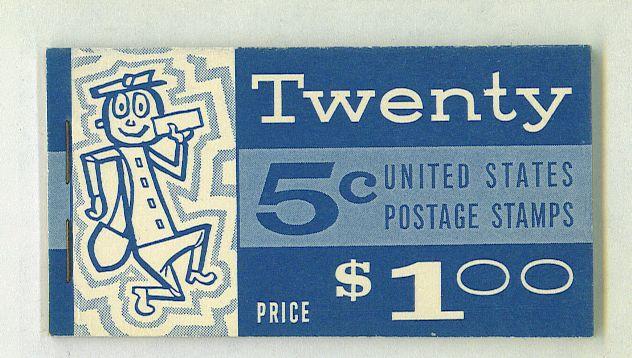 Twenty
5c UNITED STATES
POSTAGE STAMPS
PRICE $1.00